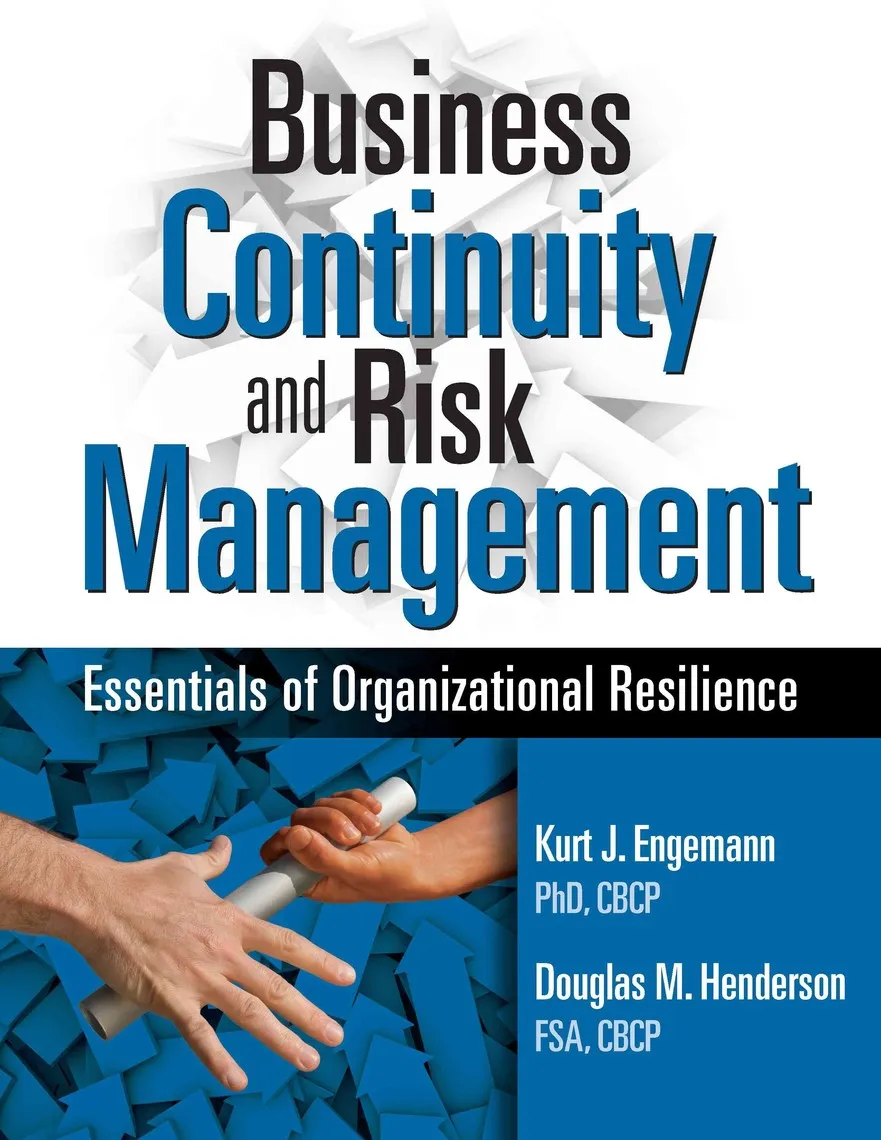 Business
Continuity
and Risk
Management
Essentials of Organizational Resilience
Kurt J. Engemann
PhD, CBCP
Douglas M. Henderson
FSA, CBCP